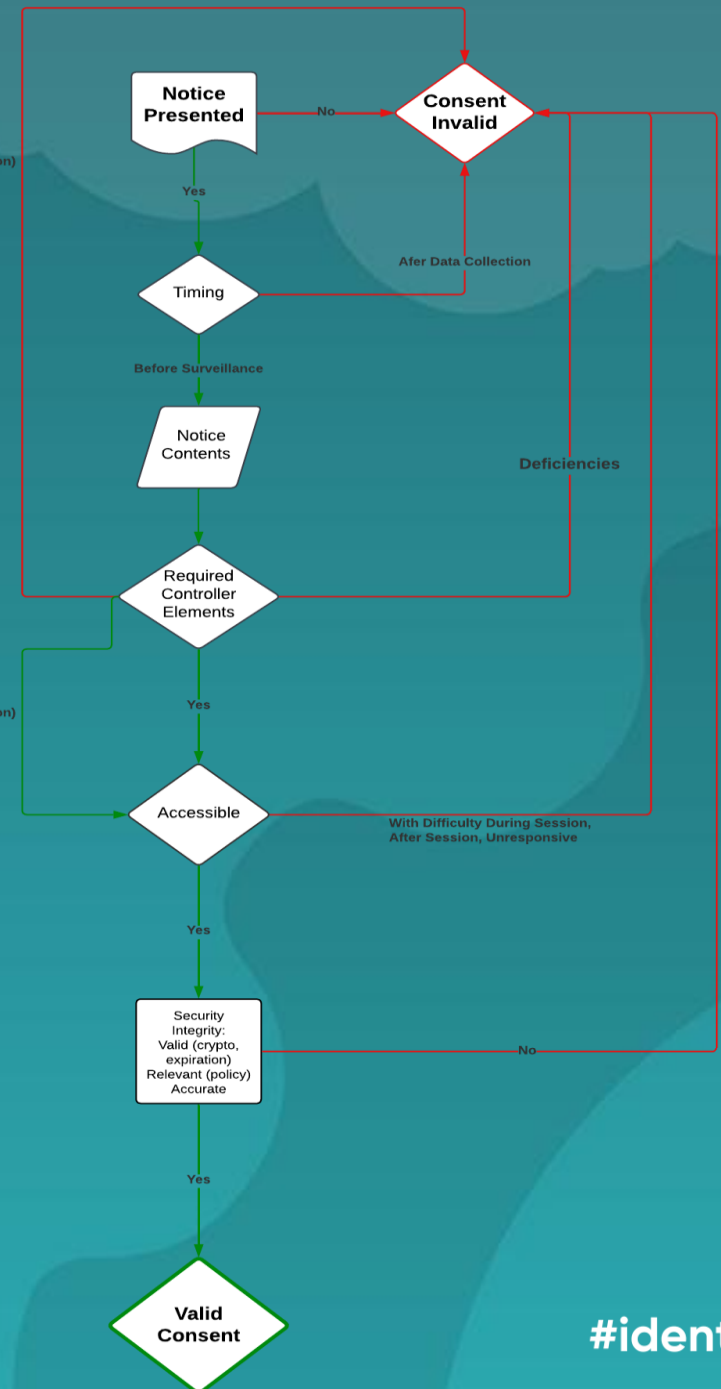 Notice
Presented
No
Consent
Invalid
on)
Yes
Afer Data Collection
Timing
Before Surveillance
Notice
Contents
Deficiencies
Required
Controller
Elements
Yes
on)
Accessible
With Difficulty During Session,
After Session, Unresponsive
Yes
Security
Integrity:
Valid (crypto,
expiration)
Relevant (policy)
Accurate
No
Yes
Valid
Consent
#ident